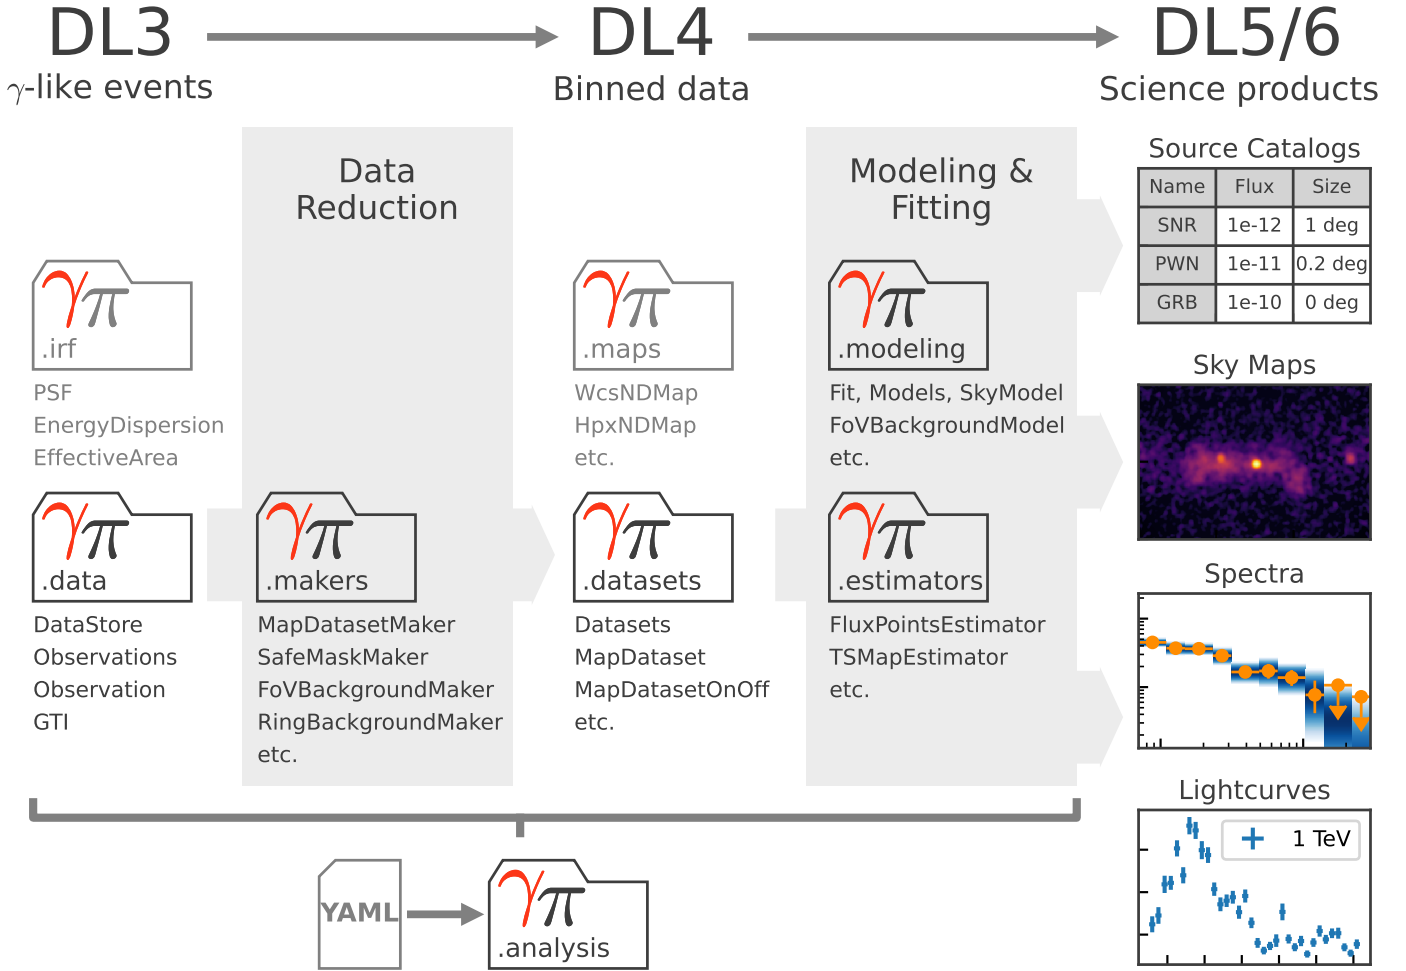 DL3
DL4
DL5/6
γ-like events
Binned data
Science products
Data
Reduction
Modeling &
Fitting
γπ
.irf
PSF
EnergyDispersion
EffectiveArea
γπ
.maps
WcsNDMap
HpxNDMap
etc.
γπ
.modeling
Fit, Models, SkyModel
FoVBackgroundModel
etc.
γπ
.data
DataStore
Observations
Observation
GTI
γπ
.makers
MapDatasetMaker
SafeMaskMaker
FoVBackgroundMaker
RingBackgroundMaker
etc.
γπ
.datasets
Datasets
MapDataset
MapDatasetOnOff
etc.
γπ
.estimators
FluxPointsEstimator
TSMapEstimator
etc.
Source Catalogs
Name Flux Size
SNR 1e-12 1 deg
PWN 1e-11 0.2 deg
GRB 1e-10 0 deg
Sky Maps
Spectra
Lightcurves
1 TeV
YAML
γπ
.analysis